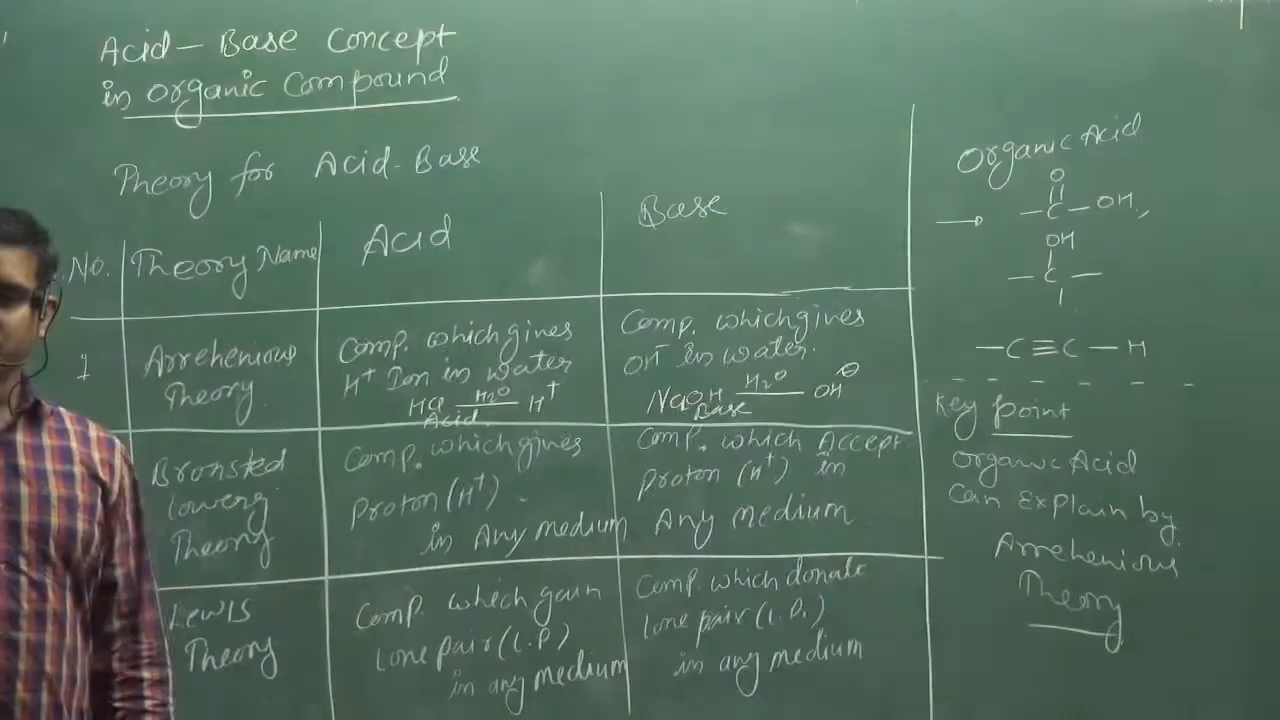 Acid - Base Concept
in organic Compound
Theory for Acid-Base
No. Theory Name Acid Base
1 Arrehenious Theory
Comp. which gives
H+ Ion in water
HCl H2O H+
Acid
Comp. which gives
OH- in water.
NaOH H2O OH⊖
Base
Bronsted
Lowery
Theory
Comp. which gives
proton (H+)
in Any medium
Comp. which Accept
proton (H+) in
Any medium
Lewis
Theory
Comp. which gain
lone pair (L.P)
in any medium
Comp. which donate
lone pair (L.P.)
in any medium
Organic Acid
O
-C-OH,
OH
-C-
-C≡C-H
Key point
Organic Acid
Can Explain by
Arrehenious
Theory